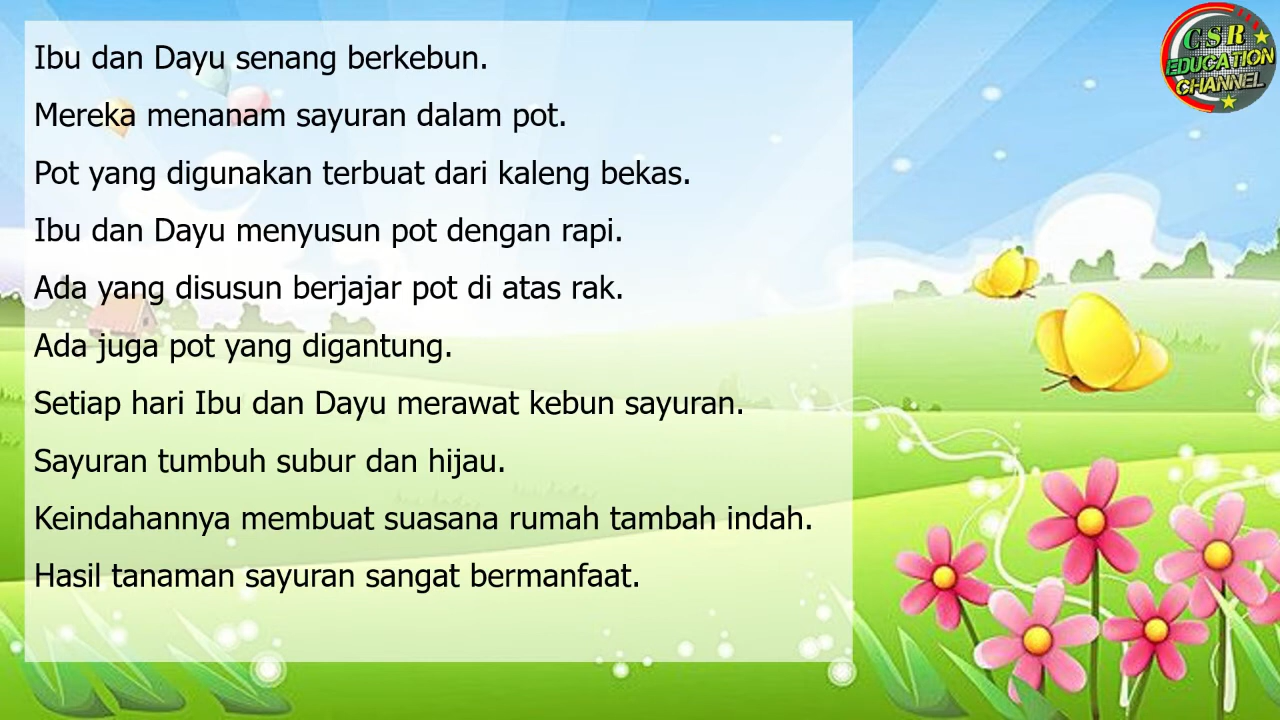 Ibu dan Dayu senang berkebun.
Mereka menanam sayuran dalam pot.
Pot yang digunakan terbuat dari kaleng bekas.
Ibu dan Dayu menyusun pot dengan rapi.
Ada yang disusun berjajar pot di atas rak.
Ada juga pot yang digantung.
Setiap hari Ibu dan Dayu merawat kebun sayuran.
Sayuran tumbuh subur dan hijau.
Keindahannya membuat suasana rumah tambah indah.
Hasil tanaman sayuran sangat bermanfaat.
CSR
EDUCATION
CHANNEL